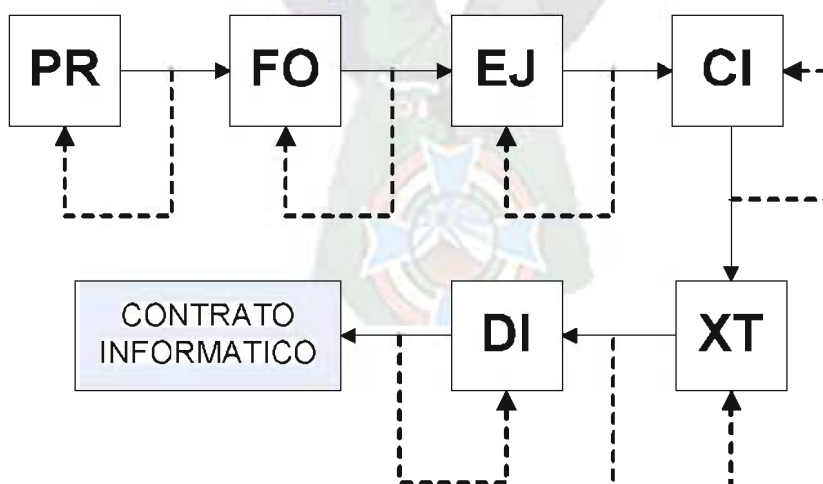 PR
FO
EJ
CI
CONTRATO
INFORMATICO
DI
XT